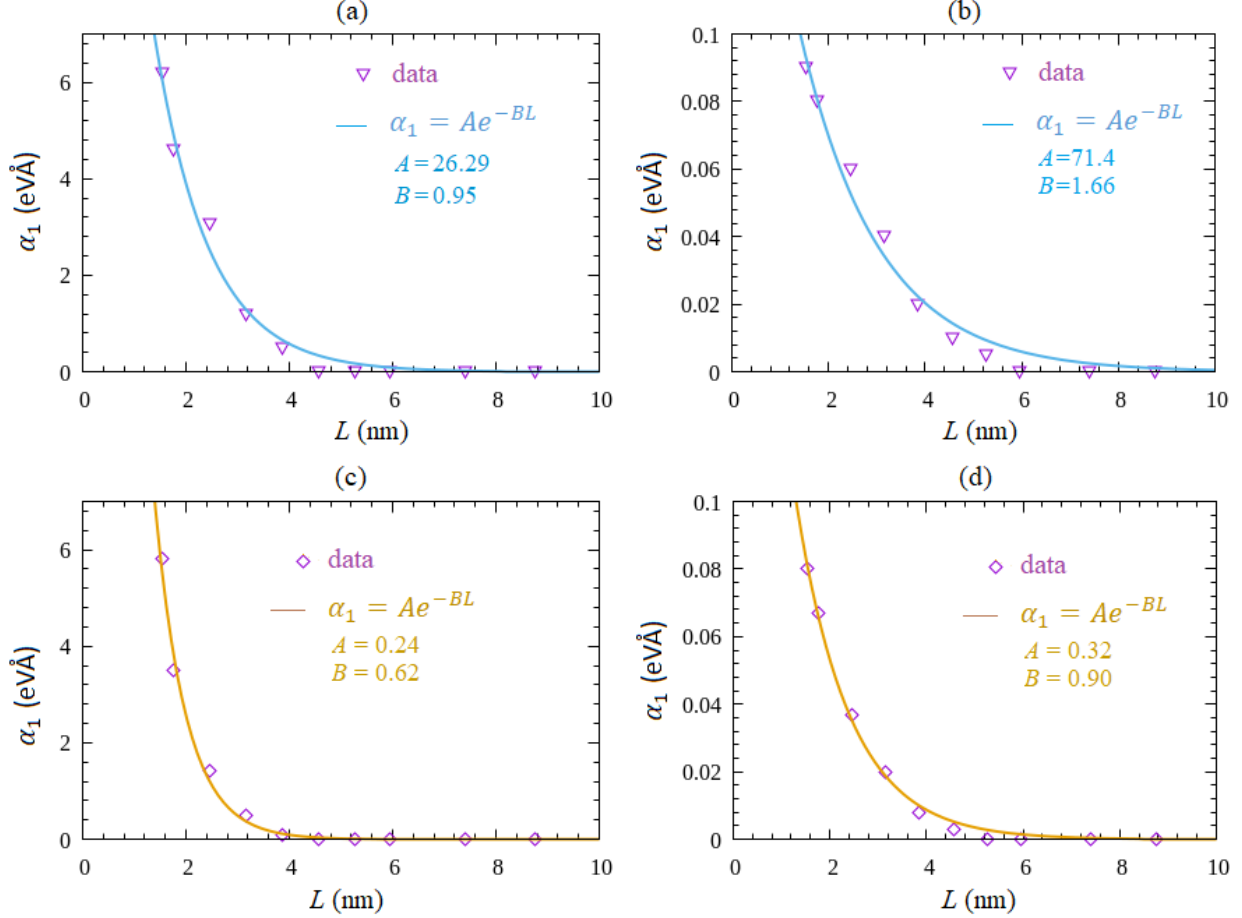 (a)
6
4
2
0
0 2 4 6 8 10
α₁ (eVÅ)
L (nm)
data
α₁ = Ae⁻ᴮᴸ
A = 26.29
B = 0.95
(b)
0.1
0.08
0.06
0.04
0.02
0
0 2 4 6 8 10
α₁ (eVÅ)
L (nm)
data
α₁ = Ae⁻ᴮᴸ
A=71.4
B=1.66
(c)
6
4
2
0
0 2 4 6 8 10
α₁ (eVÅ)
L (nm)
data
α₁ = Ae⁻ᴮᴸ
A = 0.24
B = 0.62
(d)
0.1
0.08
0.06
0.04
0.02
0
0 2 4 6 8 10
α₁ (eVÅ)
L (nm)
data
α₁ = Ae⁻ᴮᴸ
A = 0.32
B = 0.90